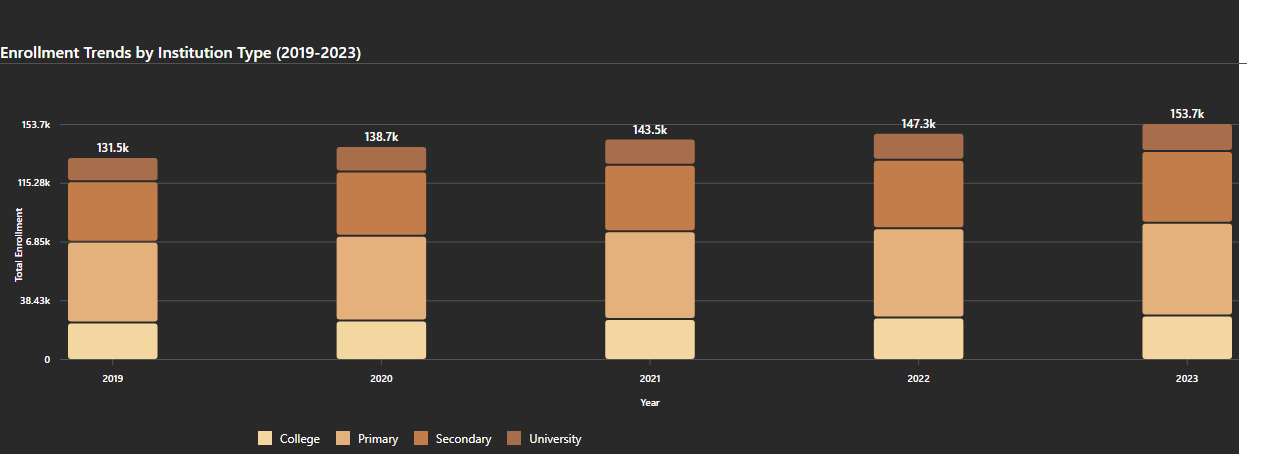 Enrollment Trends by Institution Type (2019-2023)
153.7k
115.28k
6.85k
38.43k
0
Total Enrollment
131.5k
138.7k
143.5k
147.3k
153.7k
2019
2020
2021
2022
2023
Year
College
Primary
Secondary
University